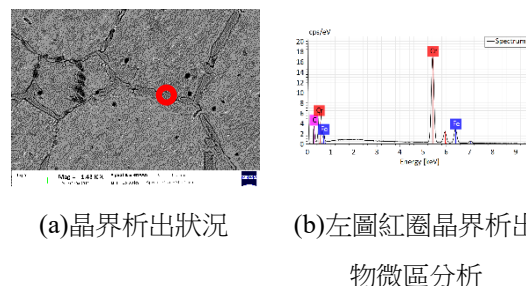 cps/eV
Spectrum
20
18
16
14
12
10
8
6
4
2
0
Cr
C
Cr
Fe
Fe
0 1 2 3 4 5 6 7 8 9
Energy [keV]
Mag =
ZEISS
(a)晶界析出狀況
(b)左圖紅圈晶界析出
物微區分析